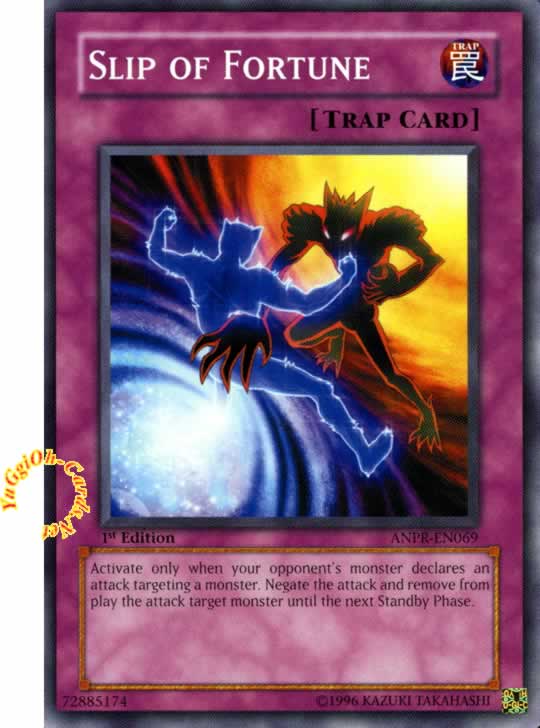 Slip of Fortune
TRAP
罠
[Trap Card]
YuGgiOh-Cards.Net
1st Edition
ANPR-EN069
Activate only when your opponent's monster declares an
attack targeting a monster. Negate the attack and remove from
play the attack target monster until the next Standby Phase.
72885174
©1996 KAZUKI TAKAHASHI